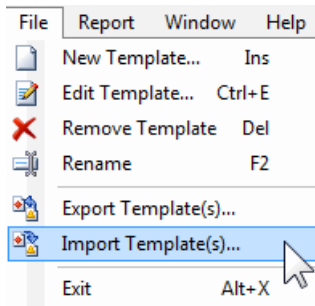 File Report Window Help
New Template... Ins
Edit Template... Ctrl+E
Remove Template Del
Rename F2
Export Template(s)...
Import Template(s)...
Exit Alt+X